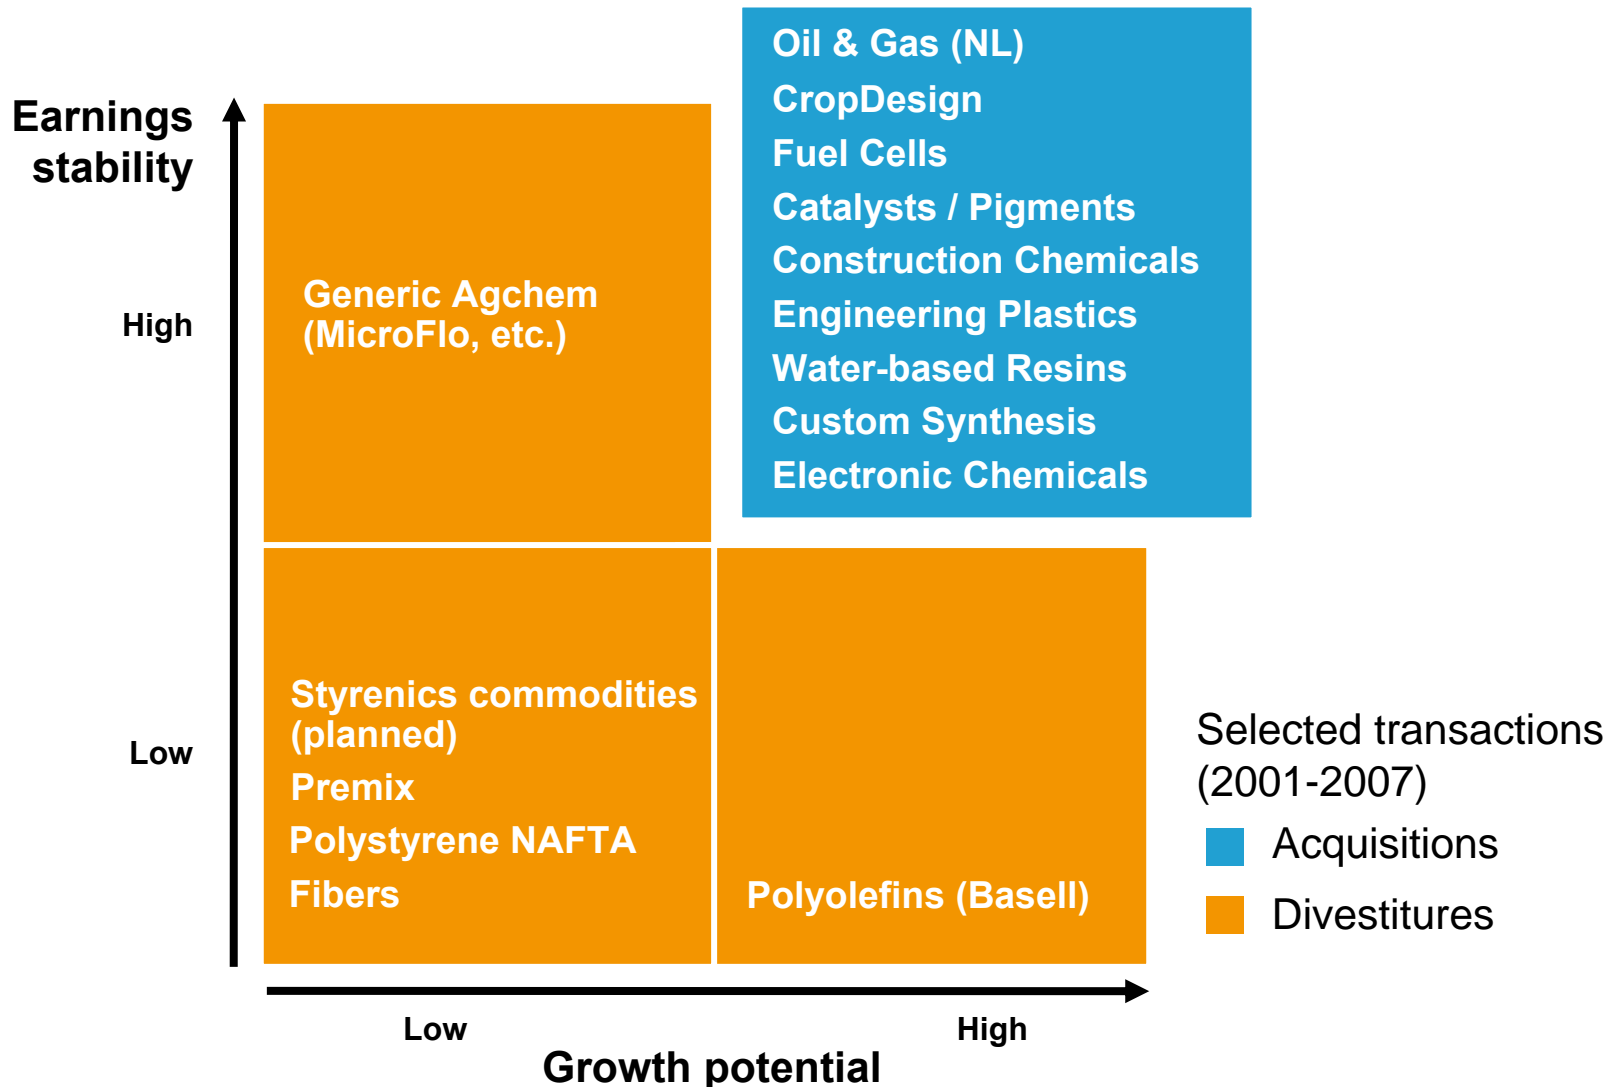 Earnings
stability
High
Low
Generic Agchem
(MicroFlo, etc.)
Oil & Gas (NL)
CropDesign
Fuel Cells
Catalysts / Pigments
Construction Chemicals
Engineering Plastics
Water-based Resins
Custom Synthesis
Electronic Chemicals
Styrenics commodities
(planned)
Premix
Polystyrene NAFTA
Fibers
Polyolefins (Basell)
Selected transactions
(2001-2007)
Acquisitions
Divestitures
Low
High
Growth potential